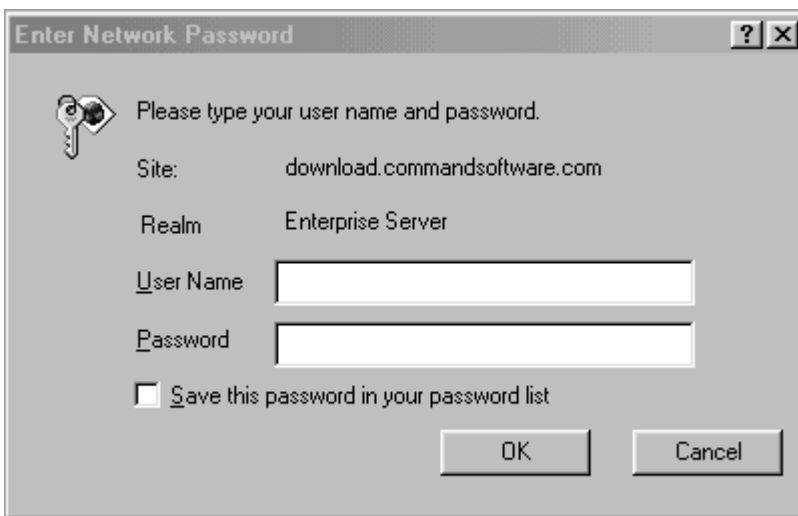 Enter Network Password
Please type your user name and password.
Site: download.commandsoftware.com
Realm Enterprise Server
User Name
Password
Save this password in your password list
OK Cancel